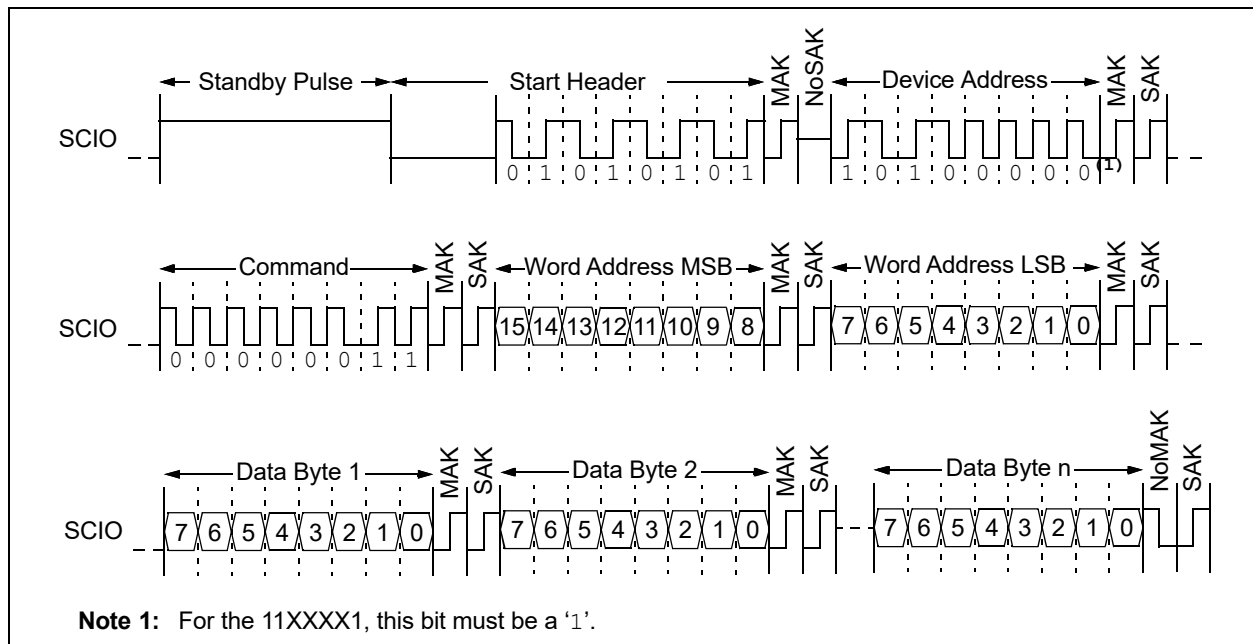 Standby Pulse Start Header MAK NoSAK Device Address MAK SAK
SCIO
0 1 0 1 0 1 0 1 1 0 1 0 0 0 0 0 (1)
Command MAK SAK Word Address MSB MAK SAK Word Address LSB MAK SAK
SCIO 15 14 13 12 11 10 9 8 7 6 5 4 3 2 1 0
0 0 0 0 0 0 1 1
Data Byte 1 MAK SAK Data Byte 2 MAK SAK Data Byte n NoMAK SAK
SCIO 7 6 5 4 3 2 1 0 7 6 5 4 3 2 1 0 7 6 5 4 3 2 1 0
Note 1: For the 11XXXX1, this bit must be a ‘1’.